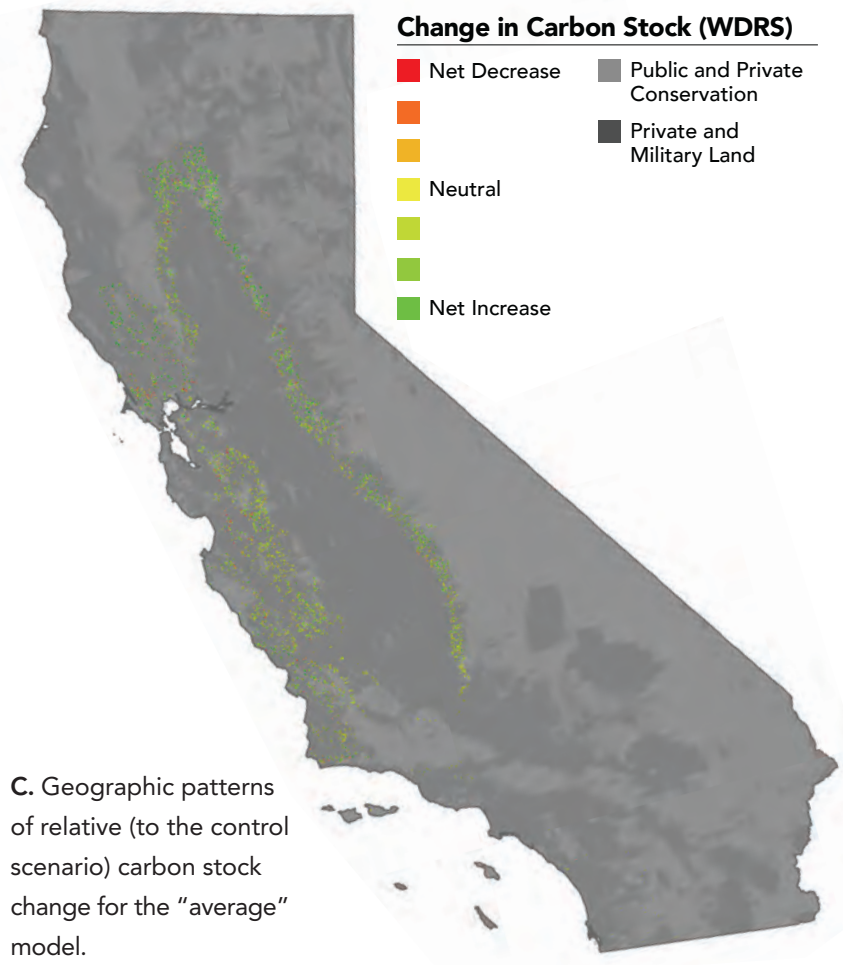 Change in Carbon Stock (WDRS)
Net Decrease
Neutral
Net Increase
Public and Private
Conservation
Private and
Military Land
C. Geographic patterns
of relative (to the control
scenario) carbon stock
change for the “average”
model.